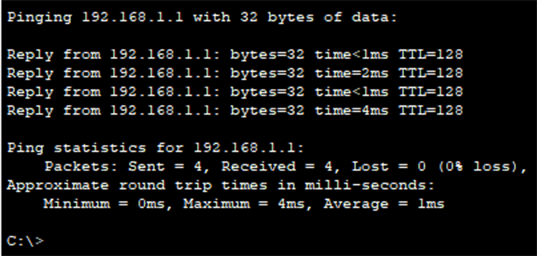 Pinging 192.168.1.1 with 32 bytes of data:
Reply from 192.168.1.1: bytes=32 time<1ms TTL=128
Reply from 192.168.1.1: bytes=32 time=2ms TTL=128
Reply from 192.168.1.1: bytes=32 time<1ms TTL=128
Reply from 192.168.1.1: bytes=32 time=4ms TTL=128
Ping statistics for 192.168.1.1:
    Packets: Sent = 4, Received = 4, Lost = 0 (0% loss),
Approximate round trip times in milli-seconds:
    Minimum = 0ms, Maximum = 4ms, Average = 1ms
C:\>